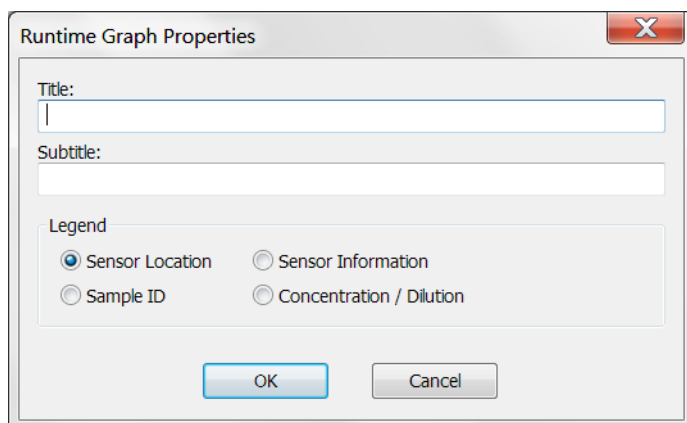 Runtime Graph Properties
Title:
Subtitle:
Legend
Sensor Location Sensor Information
Sample ID Concentration / Dilution
OK Cancel